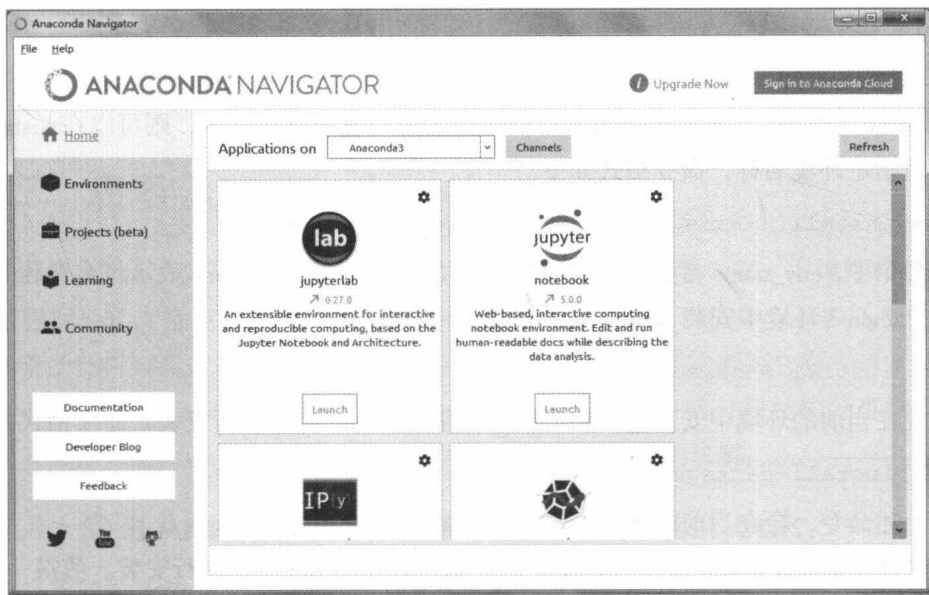 Anaconda Navigator
File Help
ANACONDA NAVIGATOR
Upgrade Now
Sign in to Anaconda Cloud
Home
Environments
Projects (beta)
Learning
Community
Documentation
Developer Blog
Feedback
You
Tube
Applications on
Anaconda3
Channels
Refresh
lab
jupyterlab
0.27.0
An extensible environment for interactive
and reproducible computing, based on the
Jupyter Notebook and Architecture.
Launch
jupyter
notebook
5.0.0
Web-based, interactive computing
notebook environment. Edit and run
human-readable docs while describing the
data analysis.
Launch
IP[y]